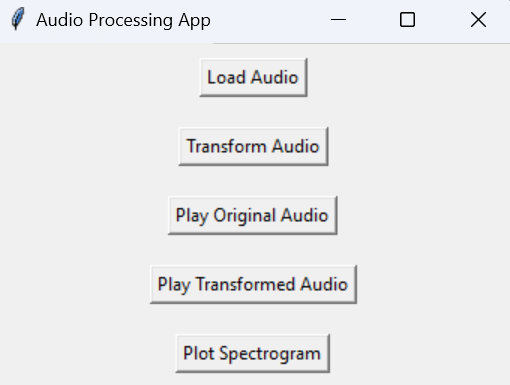 Audio Processing App
Load Audio
Transform Audio
Play Original Audio
Play Transformed Audio
Plot Spectrogram